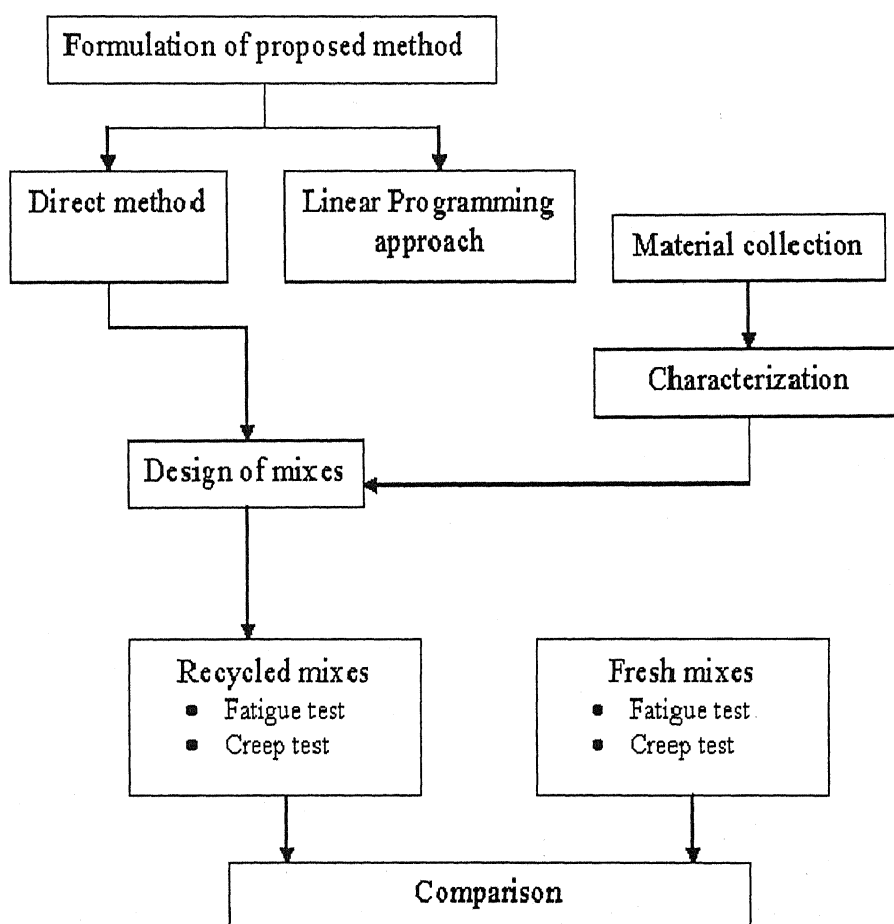 Formulation of proposed method
Direct method
Linear Programming
approach
Material collection
Characterization
Design of mixes
Recycled mixes
• Fatigue test
• Creep test
Fresh mixes
• Fatigue test
• Creep test
Comparison